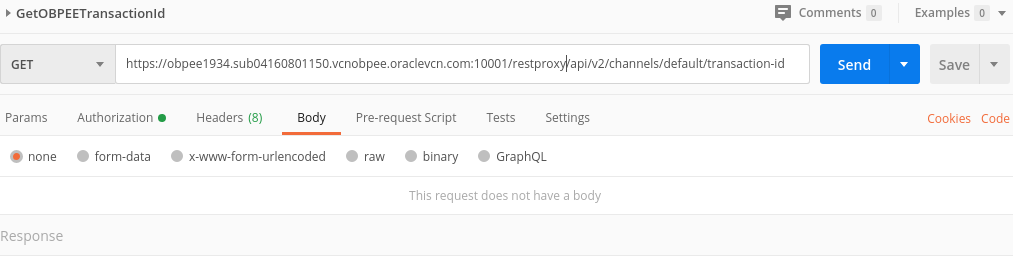 GetOBPEETransactionId Comments 0 Examples 0
GET https://obpee1934.sub04160801150.vcnobpee.oraclevcn.com:10001/restproxy/api/v2/channels/default/transaction-id Send Save
Params Authorization Headers (8) Body Pre-request Script Tests Settings Cookies Code
none form-data x-www-form-urlencoded raw binary GraphQL
This request does not have a body
Response